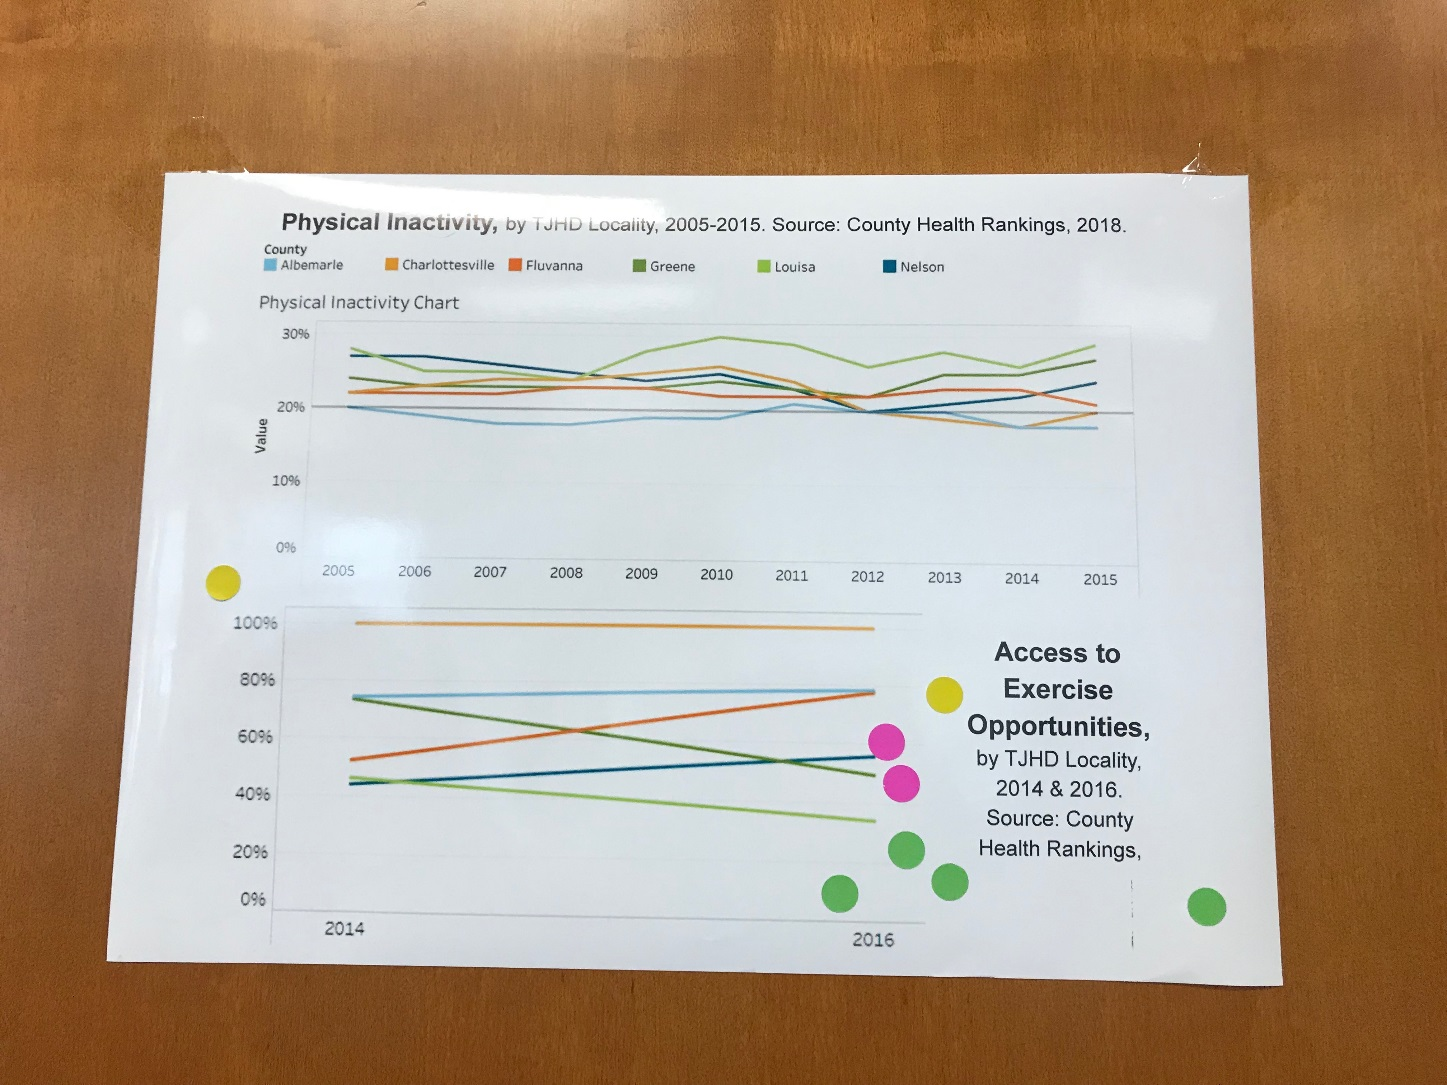 Physical Inactivity, by TJHD Locality, 2005-2015. Source: County Health Rankings, 2018.
County
Albemarle Charlottesville Fluvanna Greene Louisa Nelson
Physical Inactivity Chart
30%
20%
Value
10%
0%
2005 2006 2007 2008 2009 2010 2011 2012 2013 2014 2015
100%
80%
60%
40%
20%
0%
2014 2016
Access to
Exercise
Opportunities,
by TJHD Locality,
2014 & 2016.
Source: County
Health Rankings,